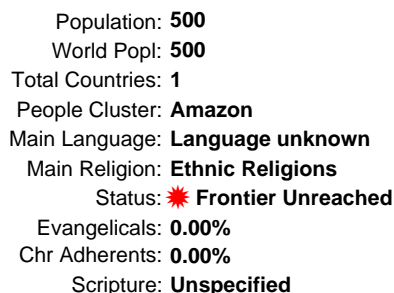 Population: 500
World Popl: 500
Total Countries: 1
People Cluster: Amazon
Main Language: Language unknown
Main Religion: Ethnic Religions
Status: Frontier Unreached
Evangelicals: 0.00%
Chr Adherents: 0.00%
Scripture: Unspecified